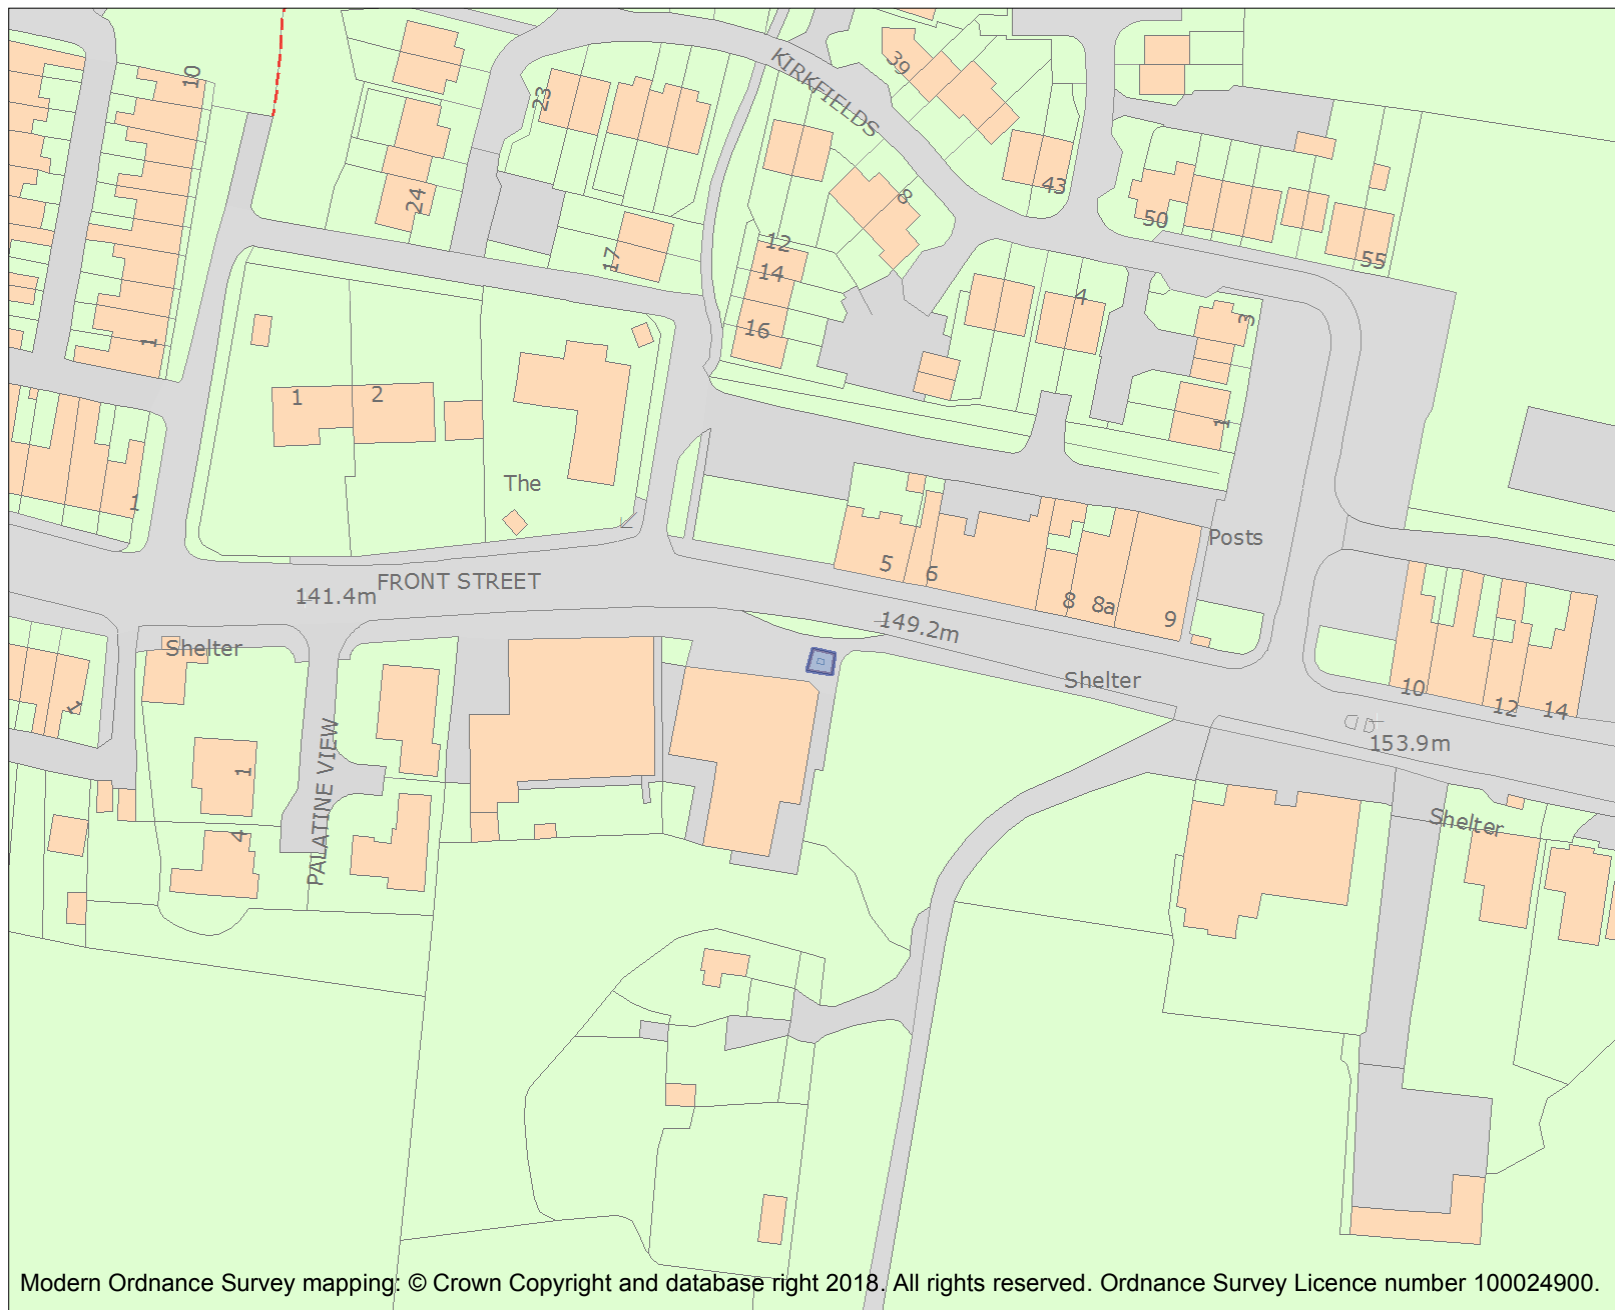 10
23
KIRKFIELDS
39
43
24
17
8
50
55
12
14
16
4
3
1
1
1
2
1
The
1
Posts
5
6
8
8a
9
FRONT STREET
141.4m
149.2m
Shelter
Shelter
10
12
14
153.9m
1
1
PALATINE VIEW
4
Shelter
Modern Ordnance Survey mapping: © Crown Copyright and database right 2018. All rights reserved. Ordnance Survey Licence number 100024900.